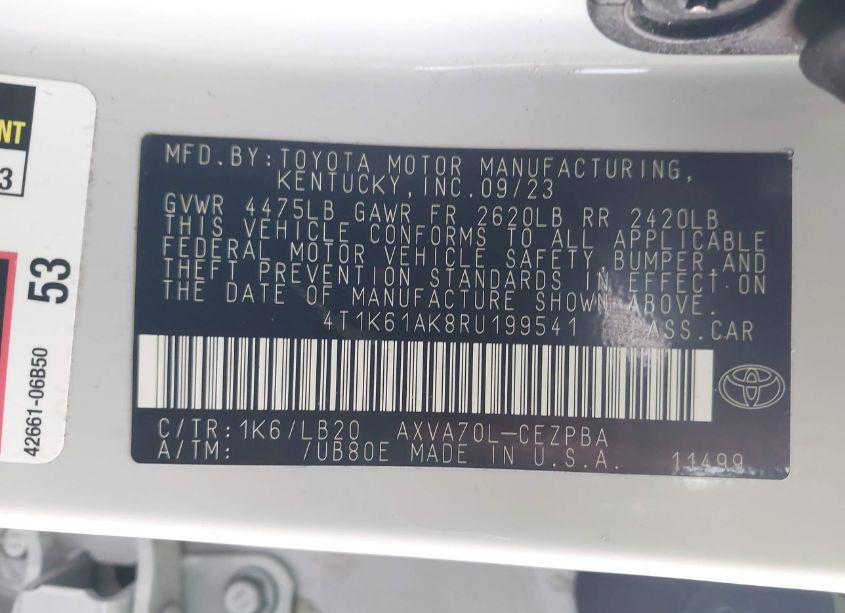 MFD.BY:TOYOTA MOTOR MANUFACTURING,
KENTUCKY,INC.09/23
GVWR 4475LB GAWR FR 2620LB RR 2420LB
THIS VEHICLE CONFORMS TO ALL APPLICABLE
FEDERAL MOTOR VEHICLE SAFETY,BUMPER,AND
THEFT PREVENTION STANDARDS IN EFFECT ON
THE DATE OF MANUFACTURE SHOWN ABOVE.
4T1K61AK8RU199541 PASS.CAR
C/TR:1K6/LB20 AXVA70L-CEZPBA
A/TM: /UB80E MADE IN U.S.A. 11499
NT
3
53
42661-06B50